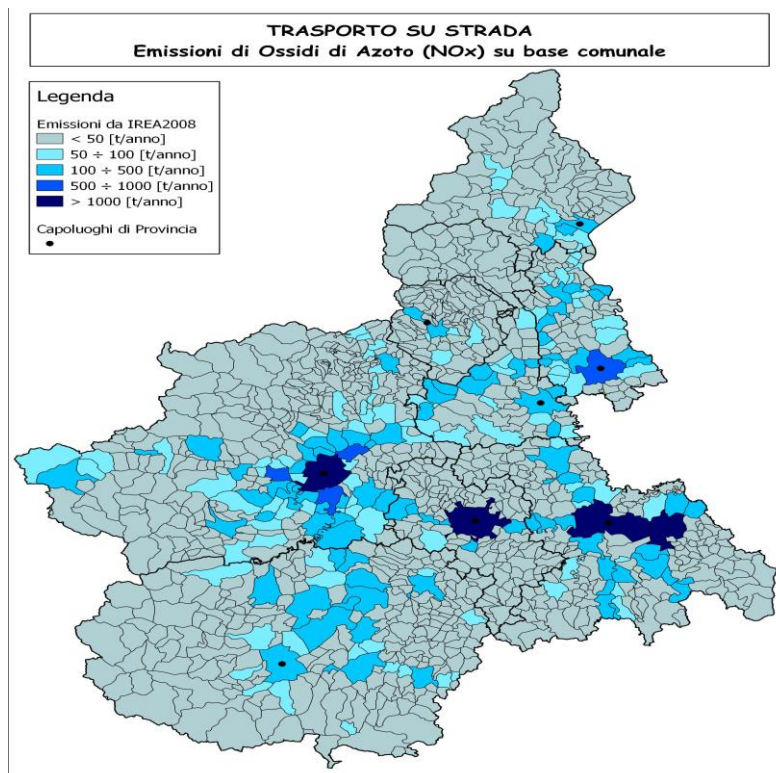 TRASPORTO SU STRADA
Emissioni di Ossidi di Azoto (NOx) su base comunale
Legenda
Emissioni da IREA2008
< 50 [t/anno]
50 ÷ 100 [t/anno]
100 ÷ 500 [t/anno]
500 ÷ 1000 [t/anno]
> 1000 [t/anno]
Capoluoghi di Provincia